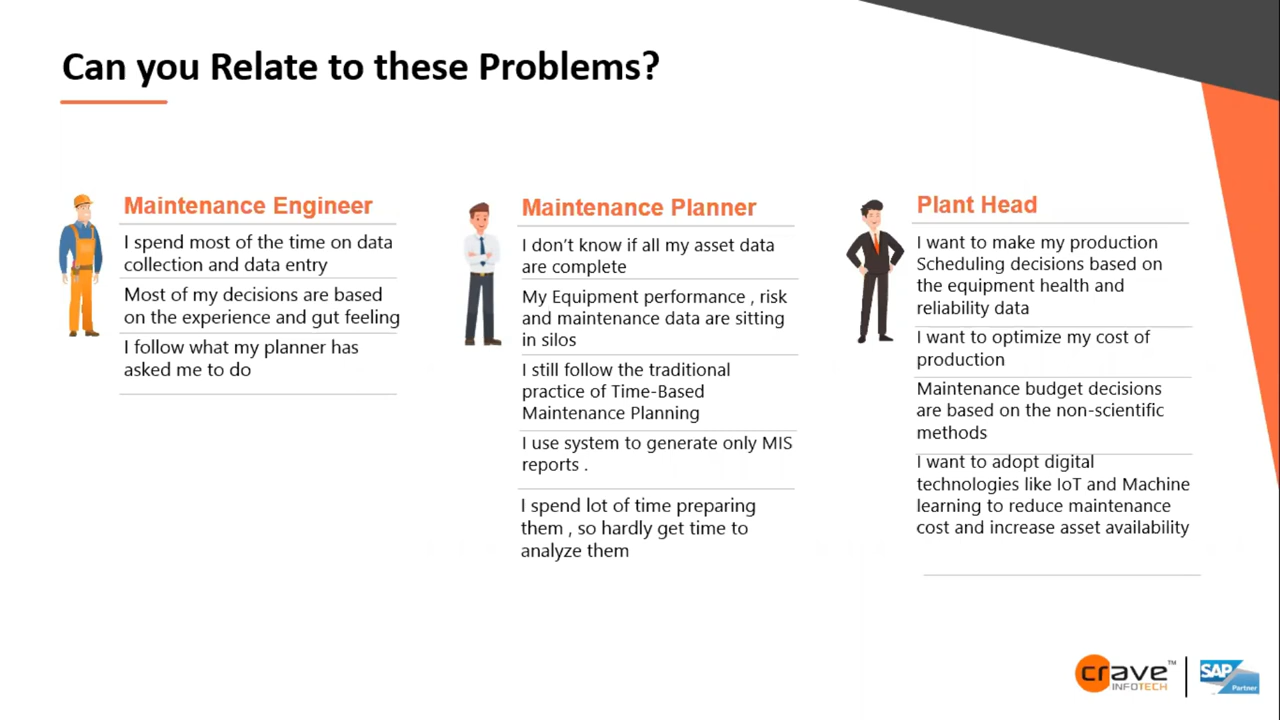 Can you Relate to these Problems?
Maintenance Engineer
I spend most of the time on data
collection and data entry
Most of my decisions are based
on the experience and gut feeling
I follow what my planner has
asked me to do
Maintenance Planner
I don’t know if all my asset data
are complete
My Equipment performance , risk
and maintenance data are sitting
in silos
I still follow the traditional
practice of Time-Based
Maintenance Planning
I use system to generate only MIS
reports .
I spend lot of time preparing
them , so hardly get time to
analyze them
Plant Head
I want to make my production
Scheduling decisions based on
the equipment health and
reliability data
I want to optimize my cost of
production
Maintenance budget decisions
are based on the non-scientific
methods
I want to adopt digital
technologies like IoT and Machine
learning to reduce maintenance
cost and increase asset availability
crave™
INFOTECH
SAP
Partner